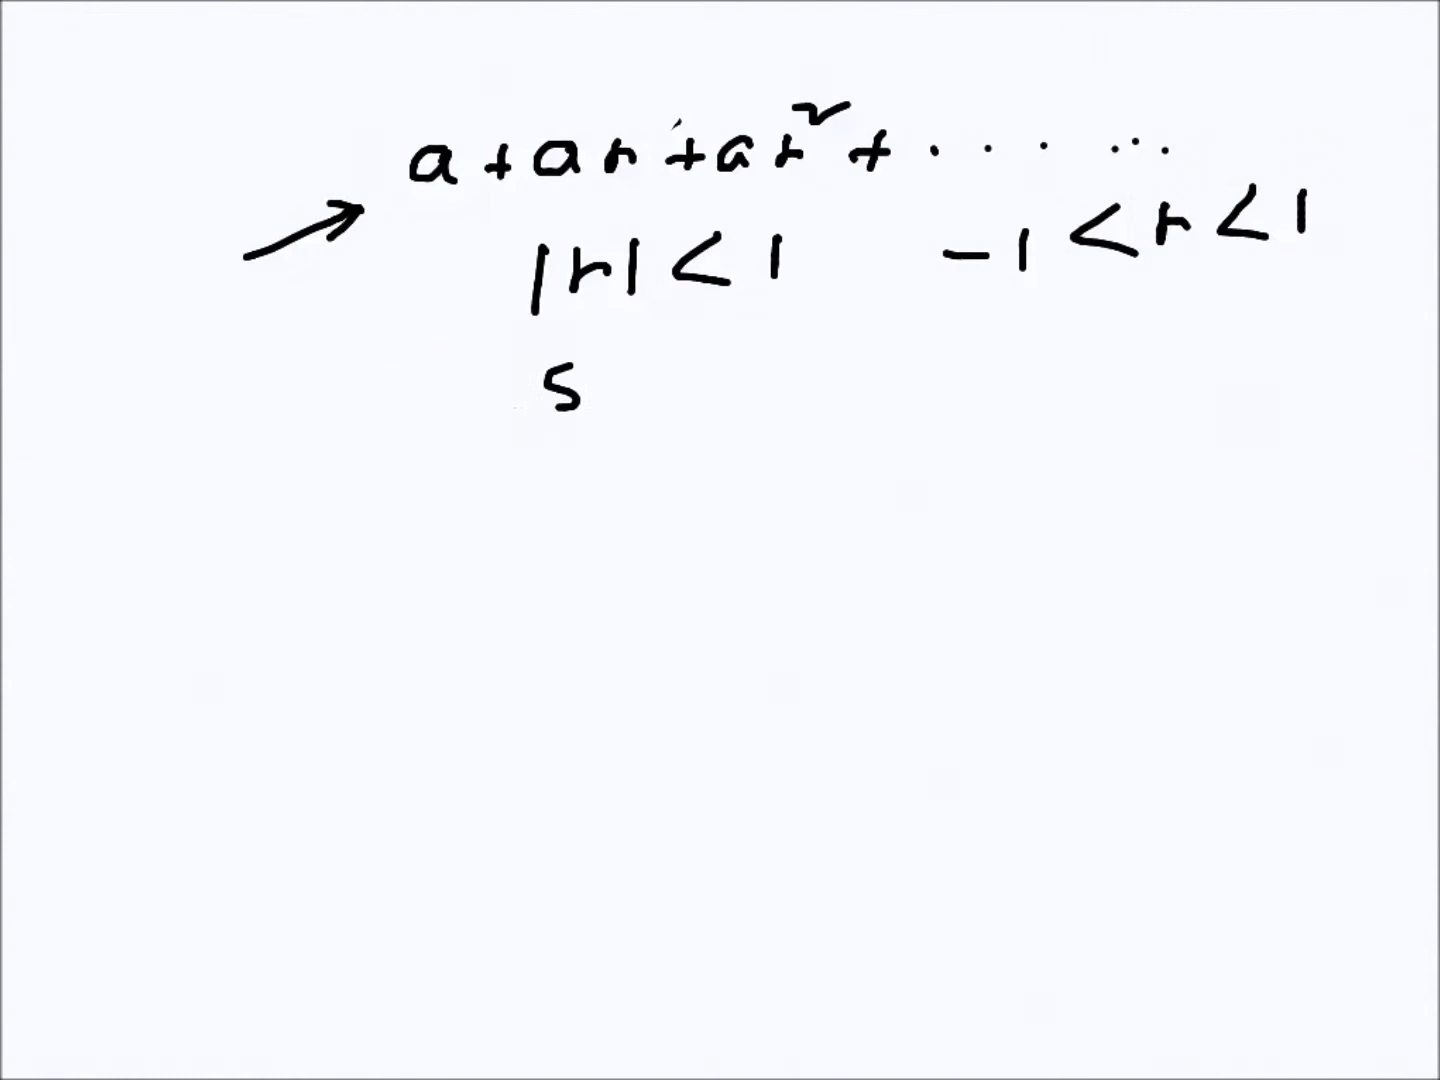 a + ar + ar² + . . . . . .
|r| < 1    -1 < r < 1
S